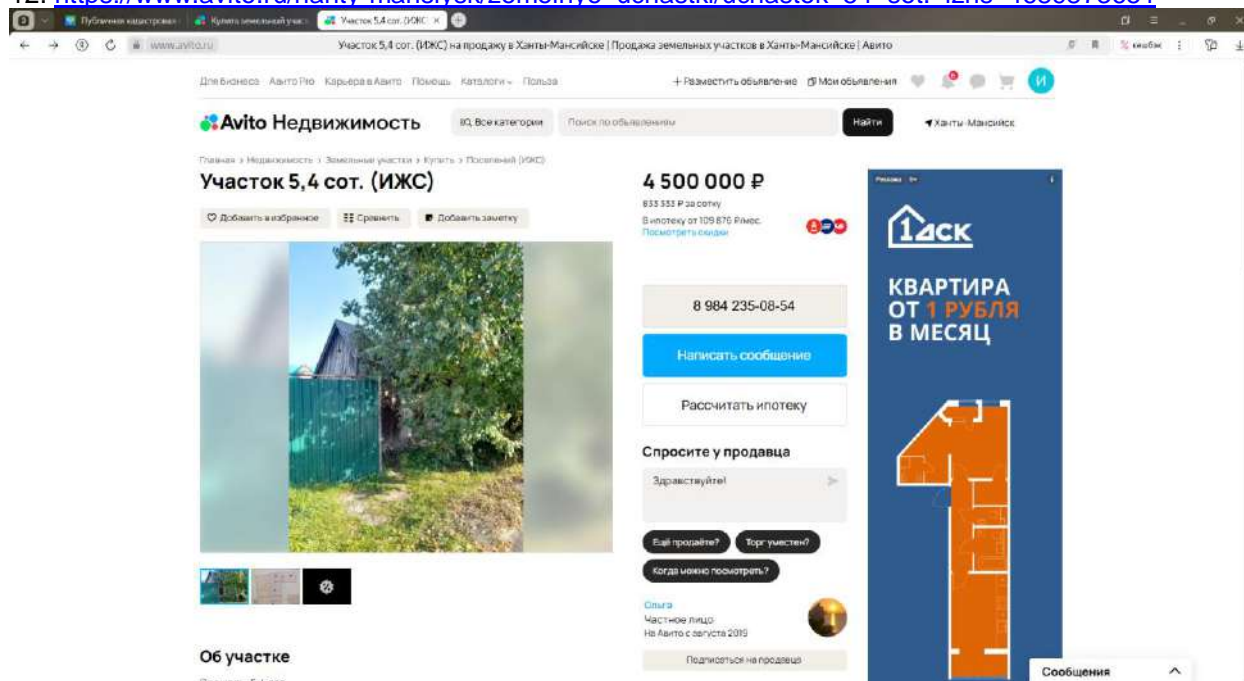 Публичная кадастровая
Купить земельный учас
Участок 5,4 сот. (ИЖС)
www.avito.ru
Участок 5,4 сот. (ИЖС) на продажу в Ханты-Мансийске | Продажа земельных участков в Ханты-Мансийске | Авито
кешбэк
Для бизнеса Авито Pro Карьера в Авито Помощь Каталоги Польза
+ Разместить объявление Мои объявления
И
Avito Недвижимость
Все категории
Поиск по объявлениям
Найти
Ханты-Мансийск
Главная > Недвижимость > Земельные участки > Купить > Поселений (ИЖС)
Участок 5,4 сот. (ИЖС)
Добавить в избранное Сравнить Добавить заметку
4 500 000 ₽
833 333 ₽ за сотку
В ипотеку от 109 876 ₽/мес.
Посмотреть скидки
8 984 235-08-54
Написать сообщение
Рассчитать ипотеку
Спросите у продавца
Здравствуйте!
Ещё продаёте? Торг уместен?
Когда можно посмотреть?
Ольга
Частное лицо
На Авито с августа 2019
Подписаться на продавца
Реклама 0+
1ДСК
КВАРТИРА
ОТ 1 РУБЛЯ
В МЕСЯЦ
Об участке
Сообщения